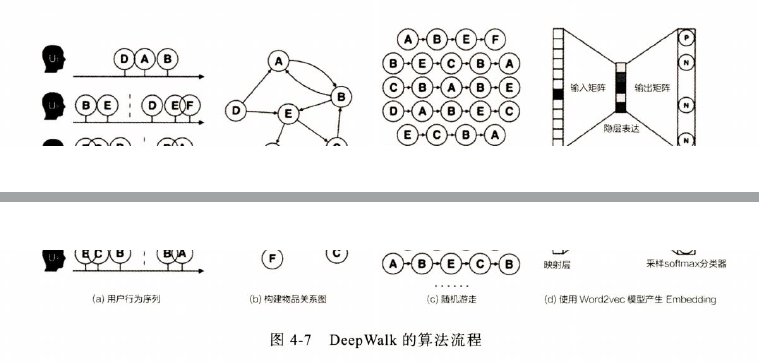 D A B
U₁
B E D E F
U₂
A
B
D
E
A B E F
B E C B A
C B A B E
D A B E C
E C B A
P
N
N
N
输入矩阵
输出矩阵
隐层表达
E C B B A
F
C
A B E C B
......
映射层
采样softmax分类器
(a) 用户行为序列
(b) 构建物品关系图
(c) 随机游走
(d) 使用 Word2vec 模型产生 Embedding
图 4-7 DeepWalk 的算法流程